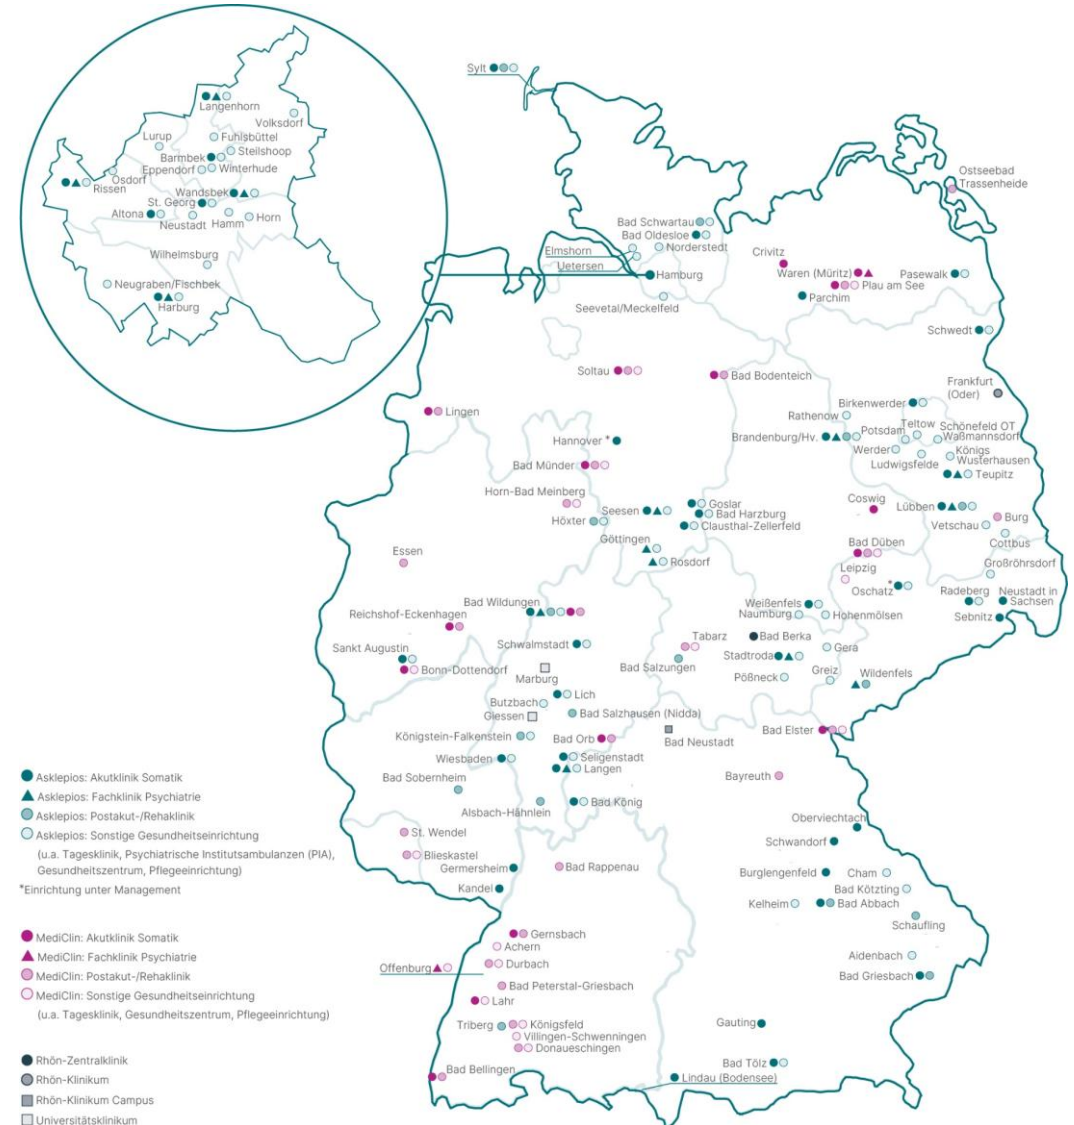 Sylt
Langenhorn
Volksdorf
Lurup
Fuhlsbüttel
Steilshoop
Barmbek
Eppendorf
Winterhude
Osdorf
Rissen
Wandsbek
St. Georg
Altona
Neustadt
Hamm
Horn
Wilhelmsburg
Neugraben/Fischbek
Harburg
Ostseebad
Trassenheide
Bad Schwartau
Bad Oldesloe
Norderstedt
Elmshorn
Uetersen
Hamburg
Seevetal/Meckelfeld
Crivitz
Waren (Müritz)
Plau am See
Parchim
Pasewalk
Schwedt
Soltau
Bad Bodenteich
Lingen
Frankfurt
(Oder)
Birkenwerder
Rathenow
Brandenburg/Hv.
Potsdam
Teltow
Schönefeld OT
Waßmannsdorf
Werder
Ludwigsfelde
Königs
Wusterhausen
Teupitz
Hannover *
Bad Münder
Horn-Bad Meinberg
Höxter
Seesen
Goslar
Bad Harzburg
Clausthal-Zellerfeld
Göttingen
Rosdorf
Coswig
Lübben
Vetschau
Burg
Cottbus
Bad Düben
Leipzig
Oschatz*
Großröhrsdorf
Radeberg
Neustadt in
Sachsen
Sebnitz
Essen
Bad Wildungen
Reichshof-Eckenhagen
Schwalmstadt
Sankt Augustin
Bonn-Dottendorf
Marburg
Weißenfels
Naumburg
Hohenmölsen
Tabarz
Bad Berka
Bad Salzungen
Stadtroda
Gera
Pößneck
Greiz
Wildenfels
Lich
Butzbach
Giessen
Bad Salzhausen (Nidda)
Königstein-Falkenstein
Bad Orb
Bad Neustadt
Bad Elster
Wiesbaden
Seligenstadt
Langen
Bad Sobernheim
Alsbach-Hähnlein
Bad König
Bayreuth
St. Wendel
Blieskastel
Germersheim
Kandel
Bad Rappenau
Oberviechtach
Schwandorf
Burglengenfeld
Cham
Bad Kötzting
Kelheim
Bad Abbach
Schaufling
Aidenbach
Bad Griesbach
Gernsbach
Achern
Durbach
Offenburg
Bad Peterstal-Griesbach
Lahr
Triberg
Königsfeld
Villingen-Schwenningen
Donaueschingen
Bad Bellingen
Gauting
Bad Tölz
Lindau (Bodensee)
Asklepios: Akutklinik Somatik
Asklepios: Fachklinik Psychiatrie
Asklepios: Postakut-/Rehaklinik
Asklepios: Sonstige Gesundheitseinrichtung
(u.a. Tagesklinik, Psychiatrische Institutsambulanzen (PIA),
Gesundheitszentrum, Pflegeeinrichtung)
*Einrichtung unter Management
MediClin: Akutklinik Somatik
MediClin: Fachklinik Psychiatrie
MediClin: Postakut-/Rehaklinik
MediClin: Sonstige Gesundheitseinrichtung
(u.a. Tagesklinik, Gesundheitszentrum, Pflegeeinrichtung)
Rhön-Zentralklinik
Rhön-Klinikum
Rhön-Klinikum Campus
Universitätsklinikum